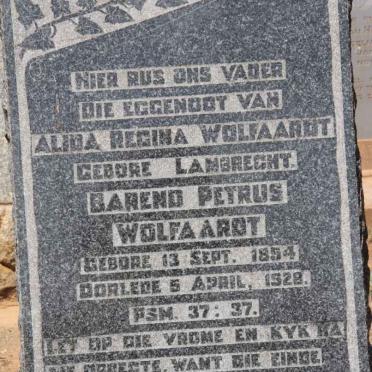 HIER RUS ONS VADER
DIE EGGENOOT VAN
ALIDA REGINA WOLFAARDT
GEBORE LAMBRECHT.
BAREND PETRUS
WOLFAARDT
GEBORE 13 SEPT. 1854
OORLEDE 5 APRIL, 1929.
PSM. 37: 37.
LET OP DIE VROME EN KYK NA
DIE OPREGTE, WANT DIE EINDE